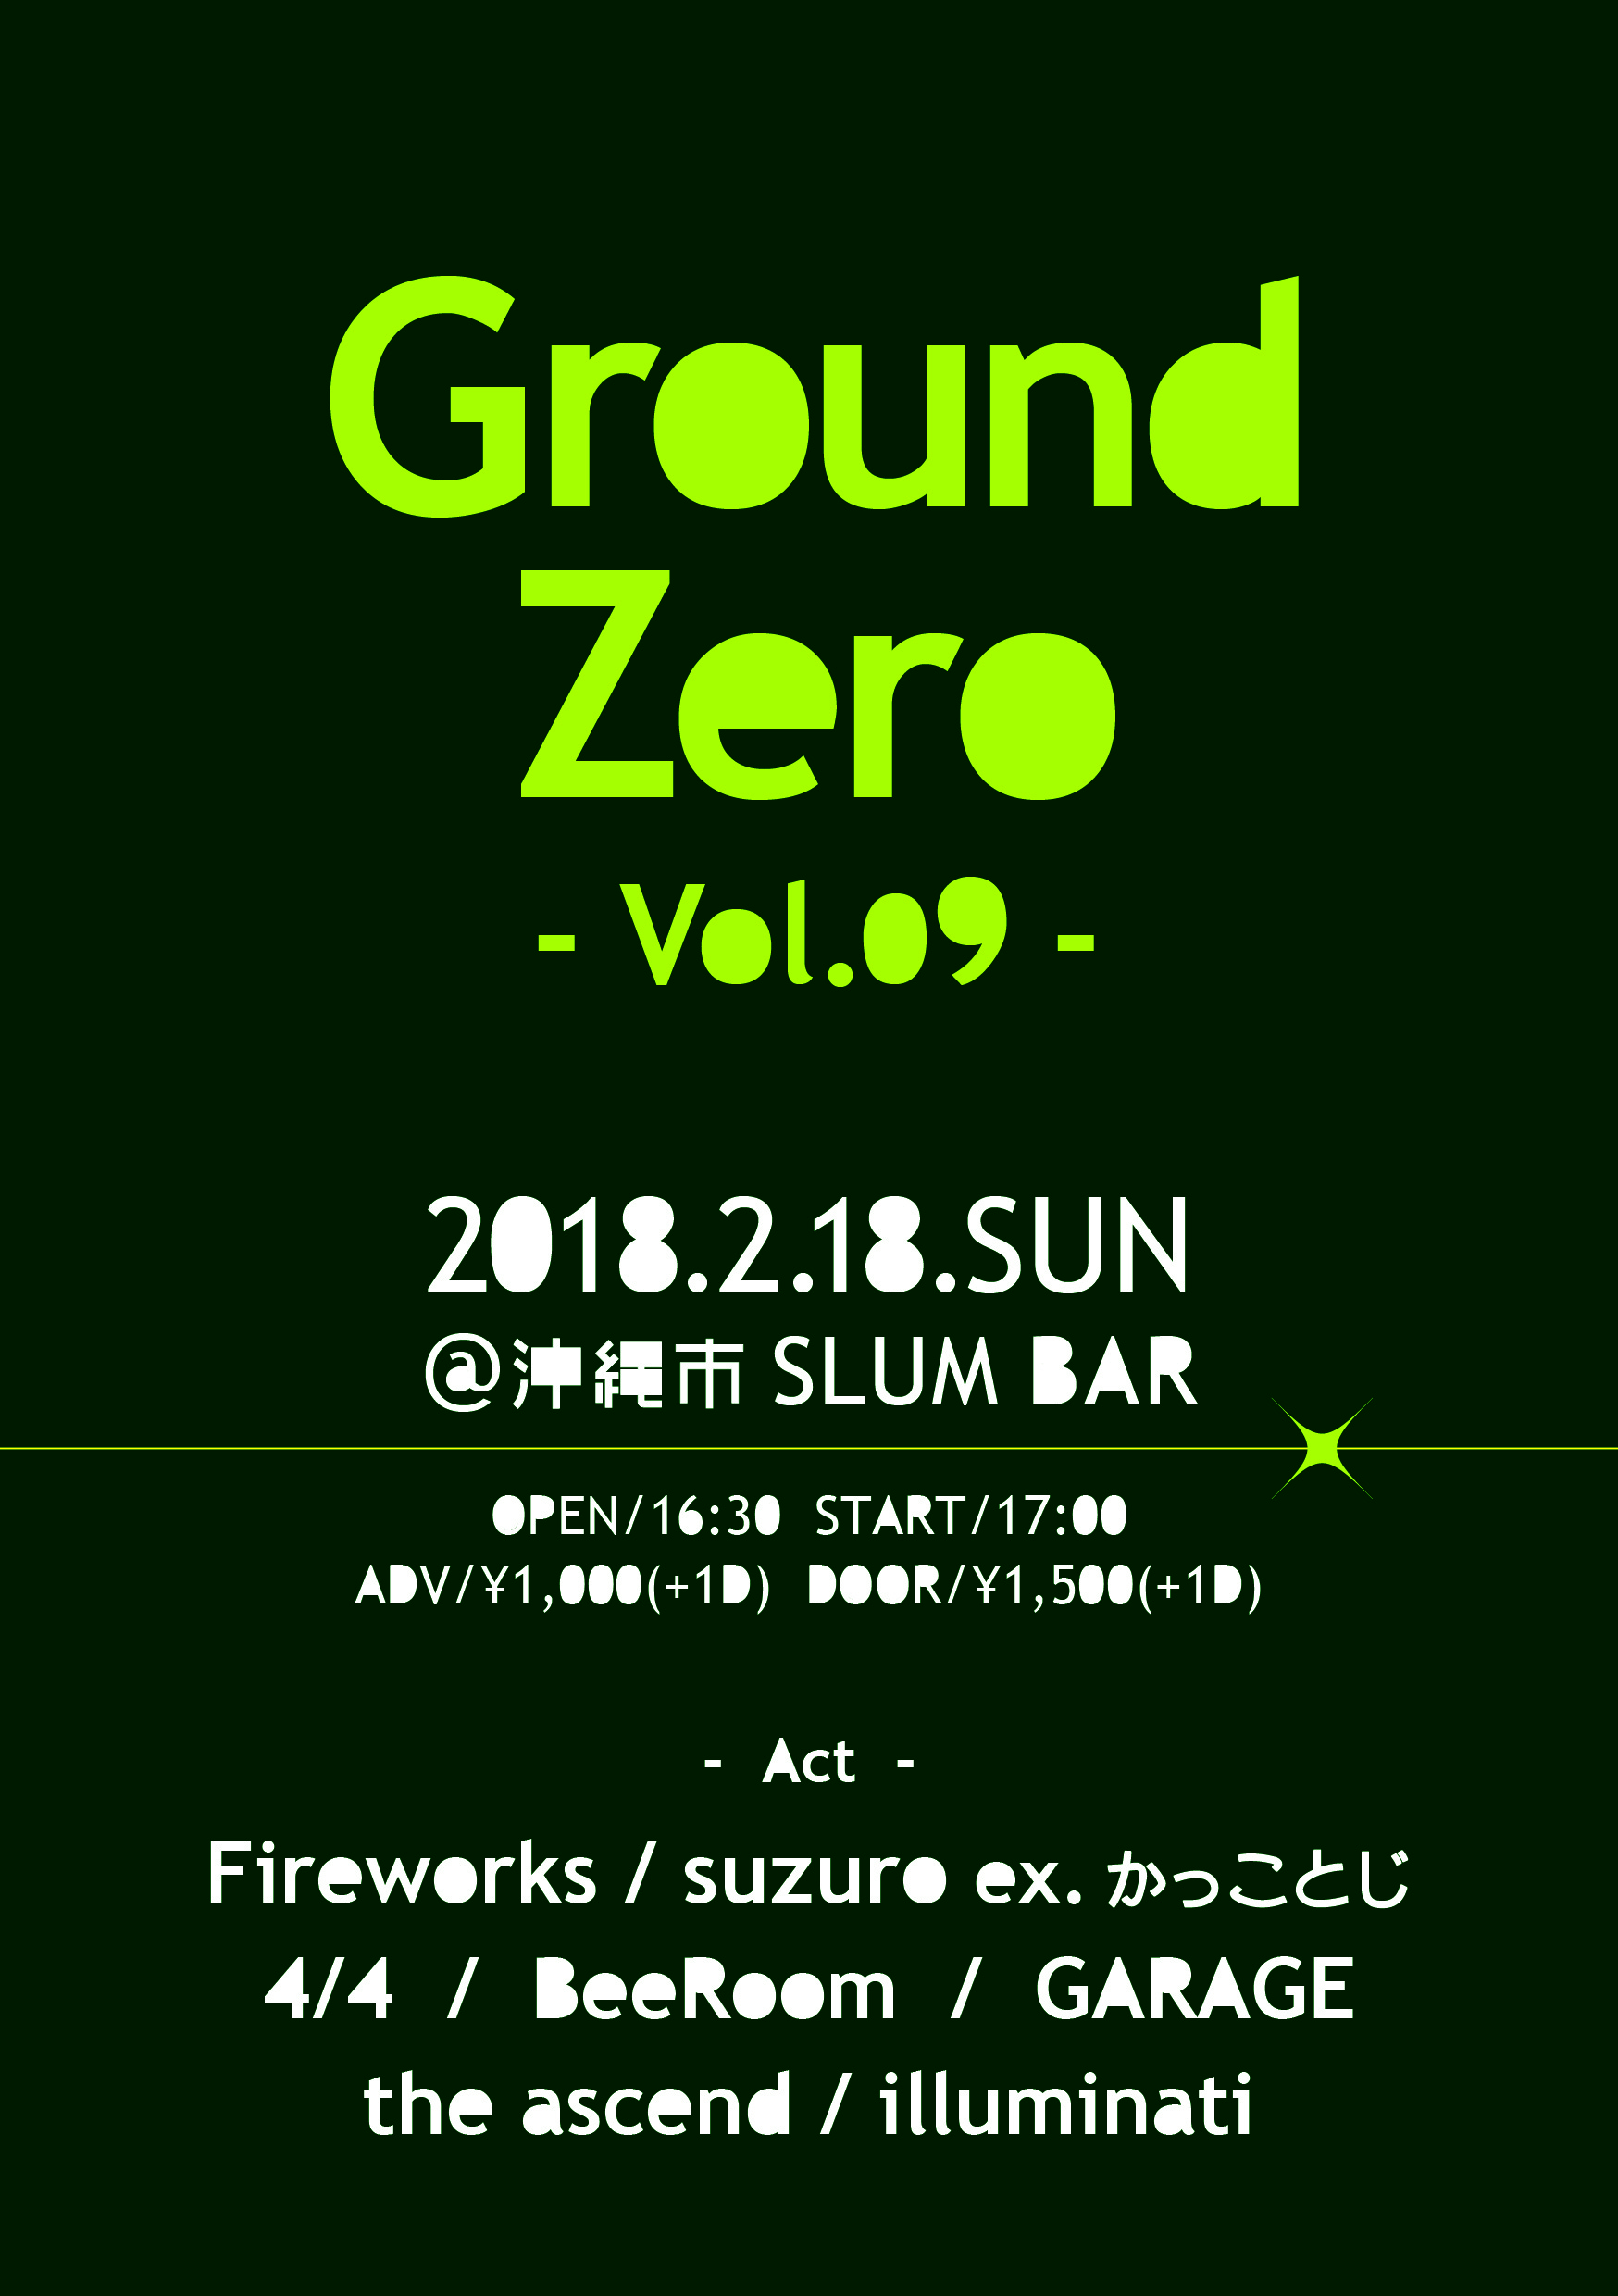 Ground
Zero
- Vol.09 -
2018.2.18.SUN
@沖縄市 SLUM BAR
OPEN/16:30 START/17:00
ADV/¥1,000(+1D) DOOR/¥1,500(+1D)
- Act -
Fireworks / suzuro ex. かっことじ
4/4 / BeeRoom / GARAGE
the ascend / illuminati